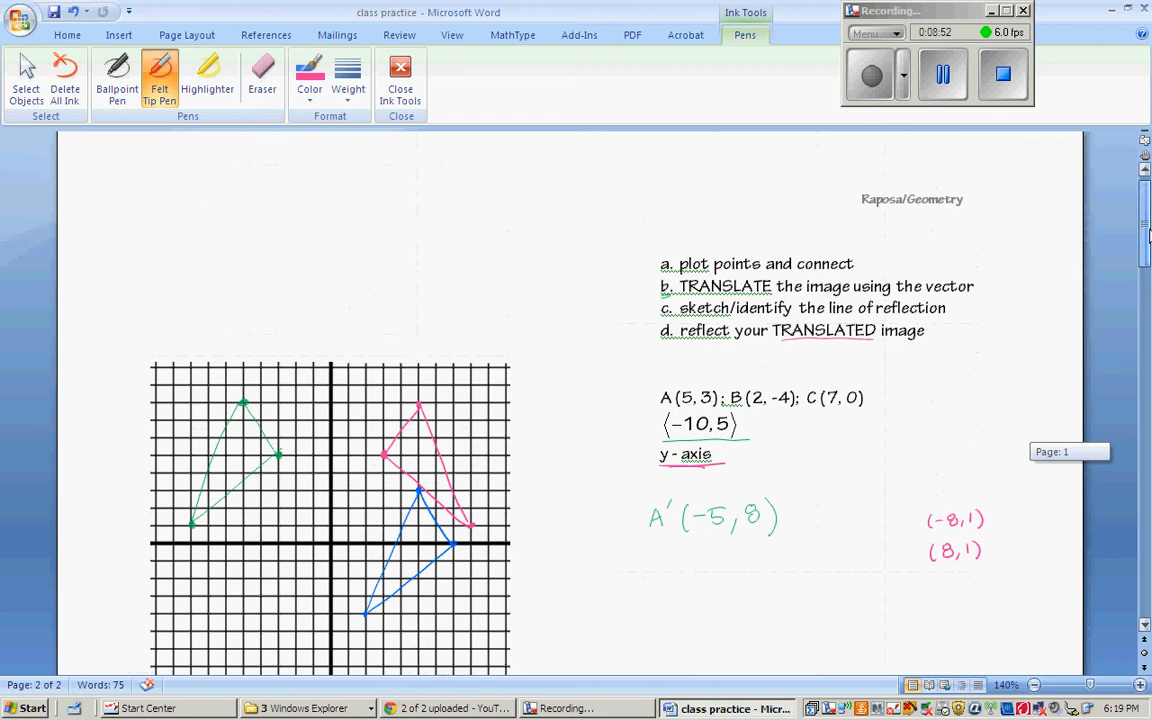 class practice - Microsoft Word
Ink Tools
Recording...
Menu
0:08:52
6.0 fps
Home
Insert
Page Layout
References
Mailings
Review
View
MathType
Add-Ins
PDF
Acrobat
Pens
Select Objects
Delete All Ink
Ballpoint Pen
Felt Tip Pen
Highlighter
Eraser
Color
Weight
Close Ink Tools
Select
Pens
Format
Close
Raposa/Geometry
a. plot points and connect
b. TRANSLATE the image using the vector
c. sketch/identify the line of reflection
d. reflect your TRANSLATED image
A (5, 3); B (2, -4); C (7, 0)
⟨−10,5⟩
y - axis
Page: 1
A′ (-5, 8)
(-8,1)
(8,1)
Page: 2 of 2
Words: 75
140%
Start
Start Center
3 Windows Explorer
2 of 2 uploaded - YouT...
Recording...
class practice - Micr...
6:19 PM